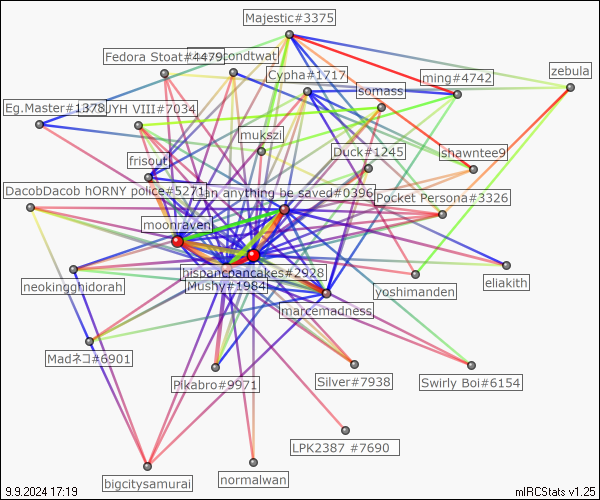 Majestic#3375
Fedora Stoat#4479
condtwat
Cypha#1717
ming#4742
zebula
somass
Eg.Master#1378
JYH VIII#7034
mukszi
Duck#1245
shawntee9
frisout
DacobDacob hORNY police#5271
an anything be saved#0396
Pocket Persona#3326
moonraven
hispanicpancakes#2928
eliakith
neokingghidorah
Mushy#1984
yoshimanden
marcemadness
Madネコ#6901
Pikabro#9971
Silver#7938
Swirly Boi#6154
LPK2387 #7690
bigcitysamurai
normalwan
9.9.2024 17:19
mIRCStats v1.25